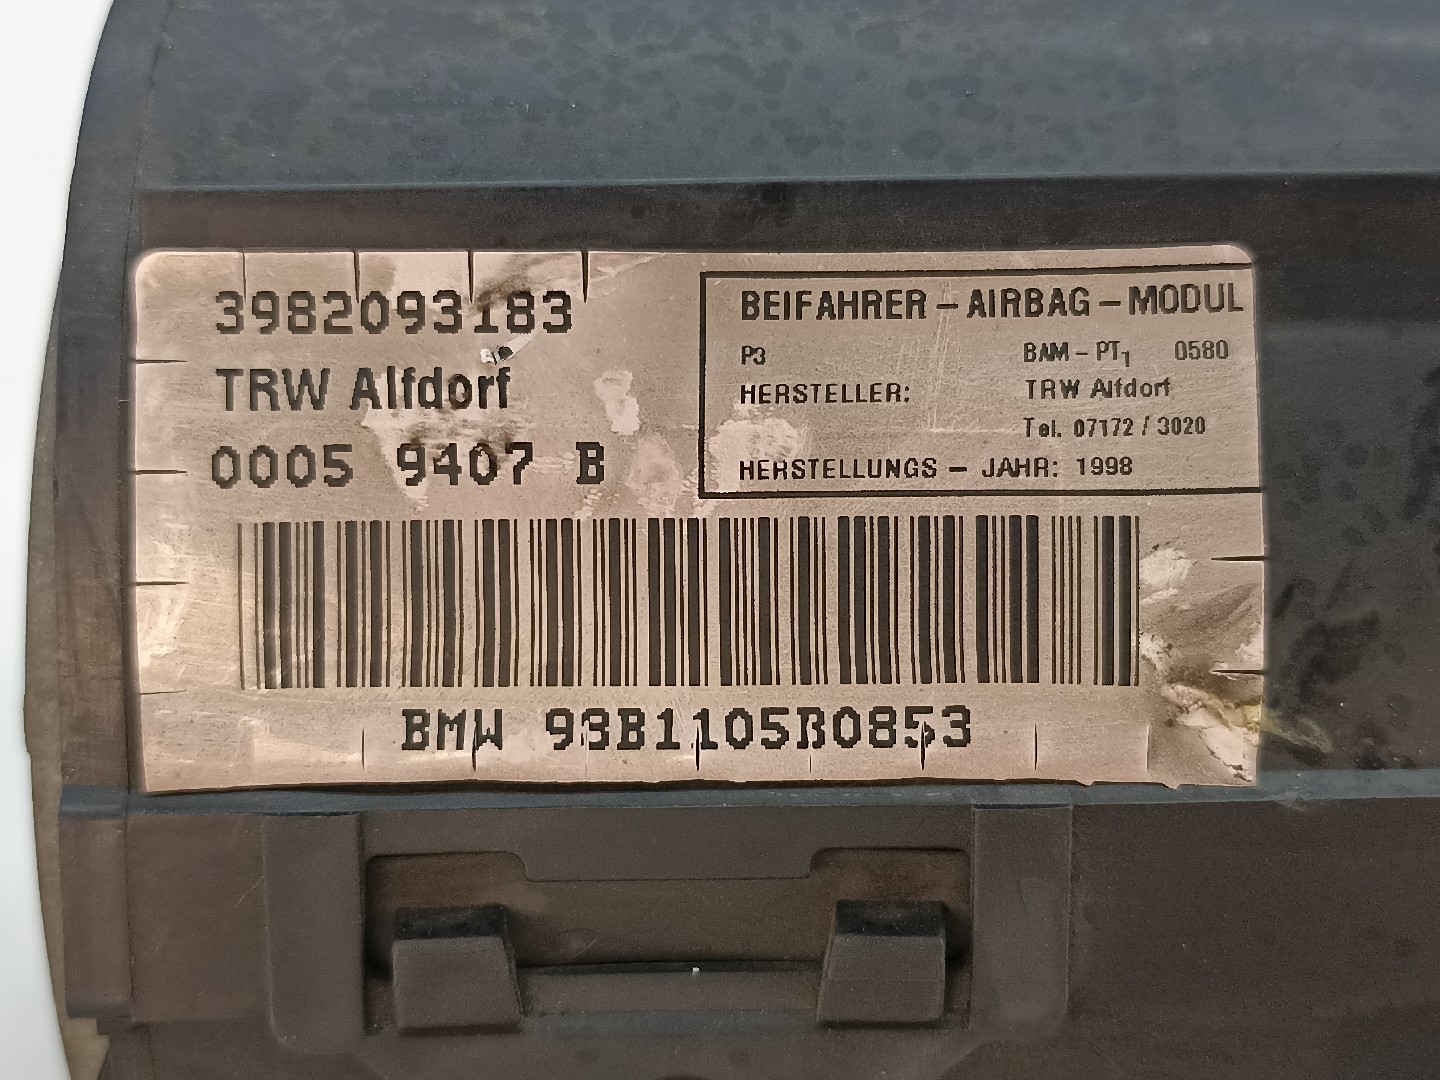 3982093183
TRW Alfdorf
0005 9407 B
BEIFAHRER – AIRBAG – MODUL
P3 BAM – PT1 0580
HERSTELLER: TRW Alfdorf
Tel. 07172 / 3020
HERSTELLUNGS – JAHR: 1998
BMW 93B1105B0853